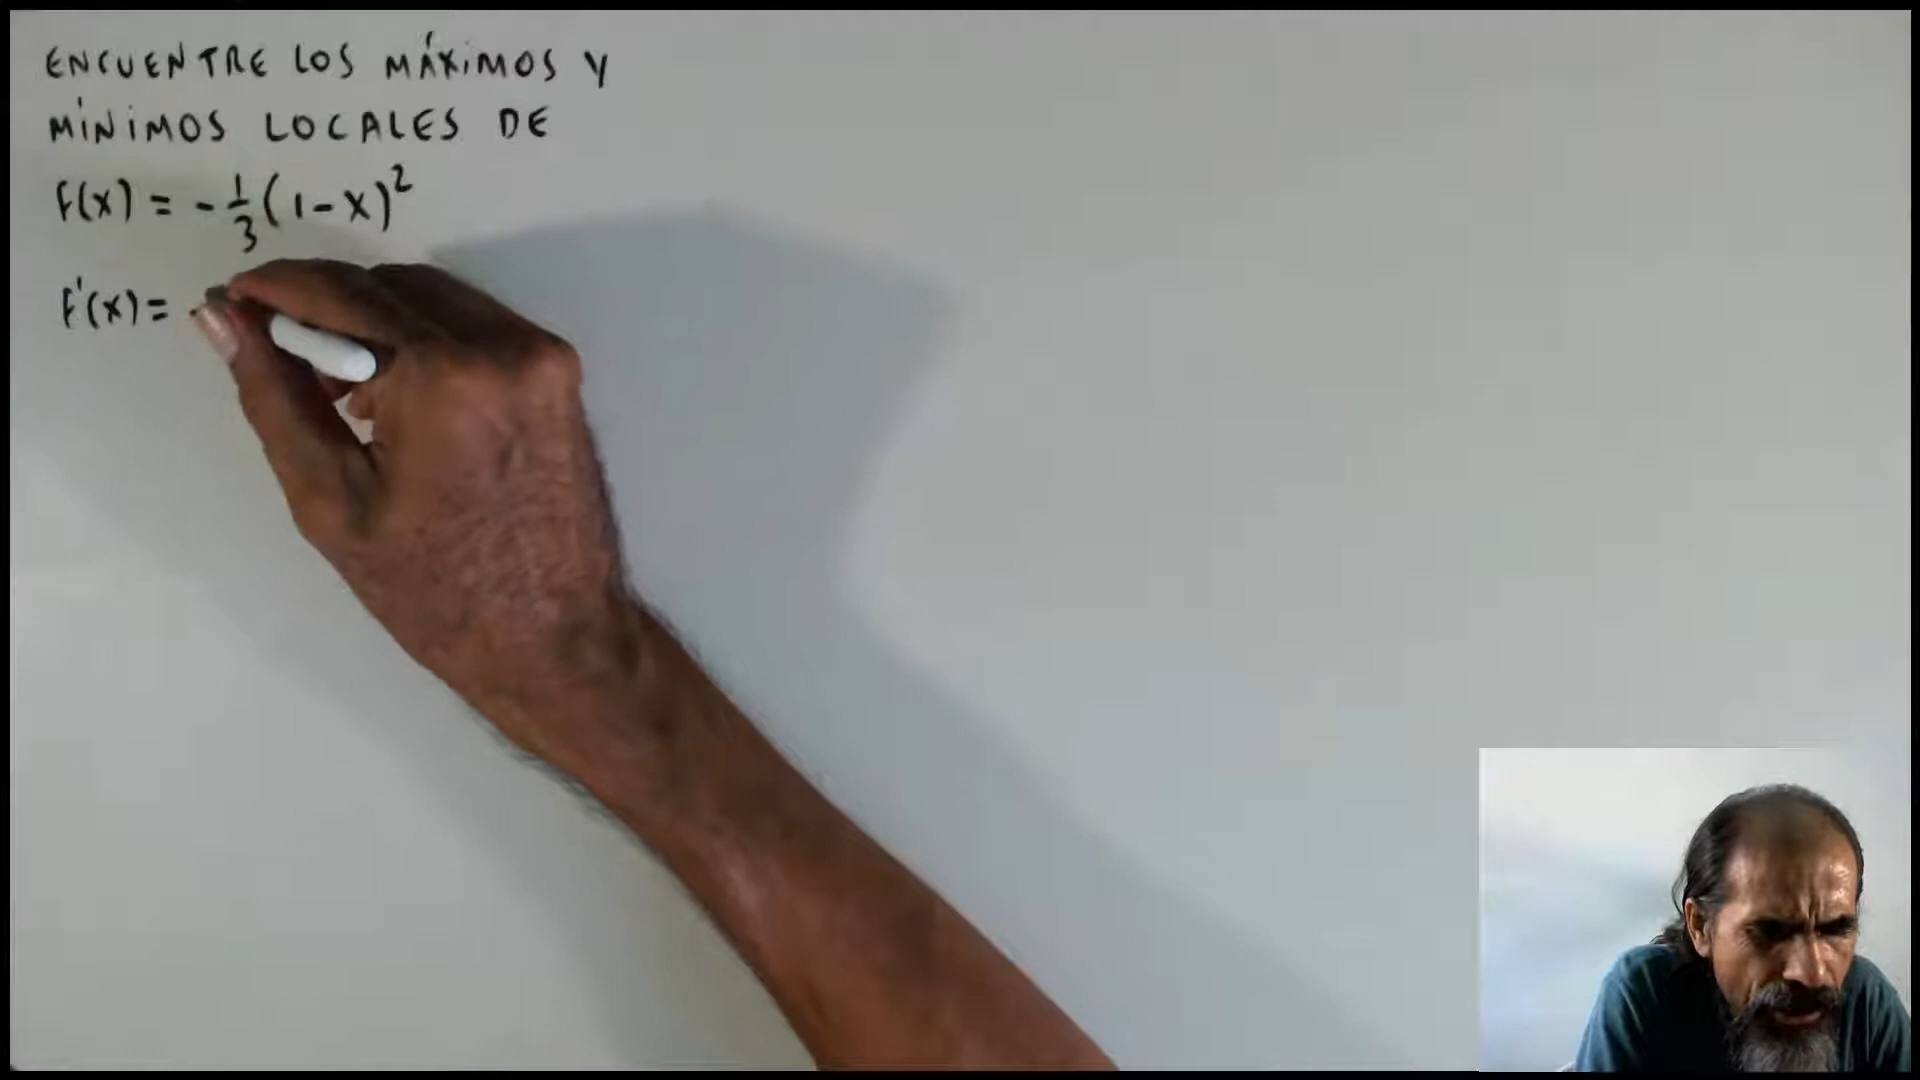 ENCUENTRE LOS MÁXIMOS Y
MÍNIMOS LOCALES DE
F(x) = -1/3(1-x)²
F'(x) =